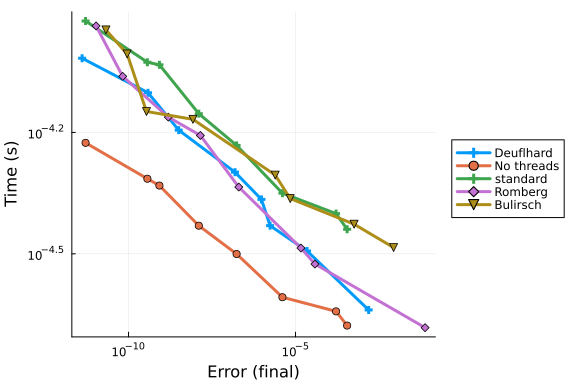 Time (s)
10⁻⁴·²
10⁻⁴·⁵
10⁻¹⁰
10⁻⁵
Error (final)
Deuflhard
No threads
standard
Romberg
Bulirsch